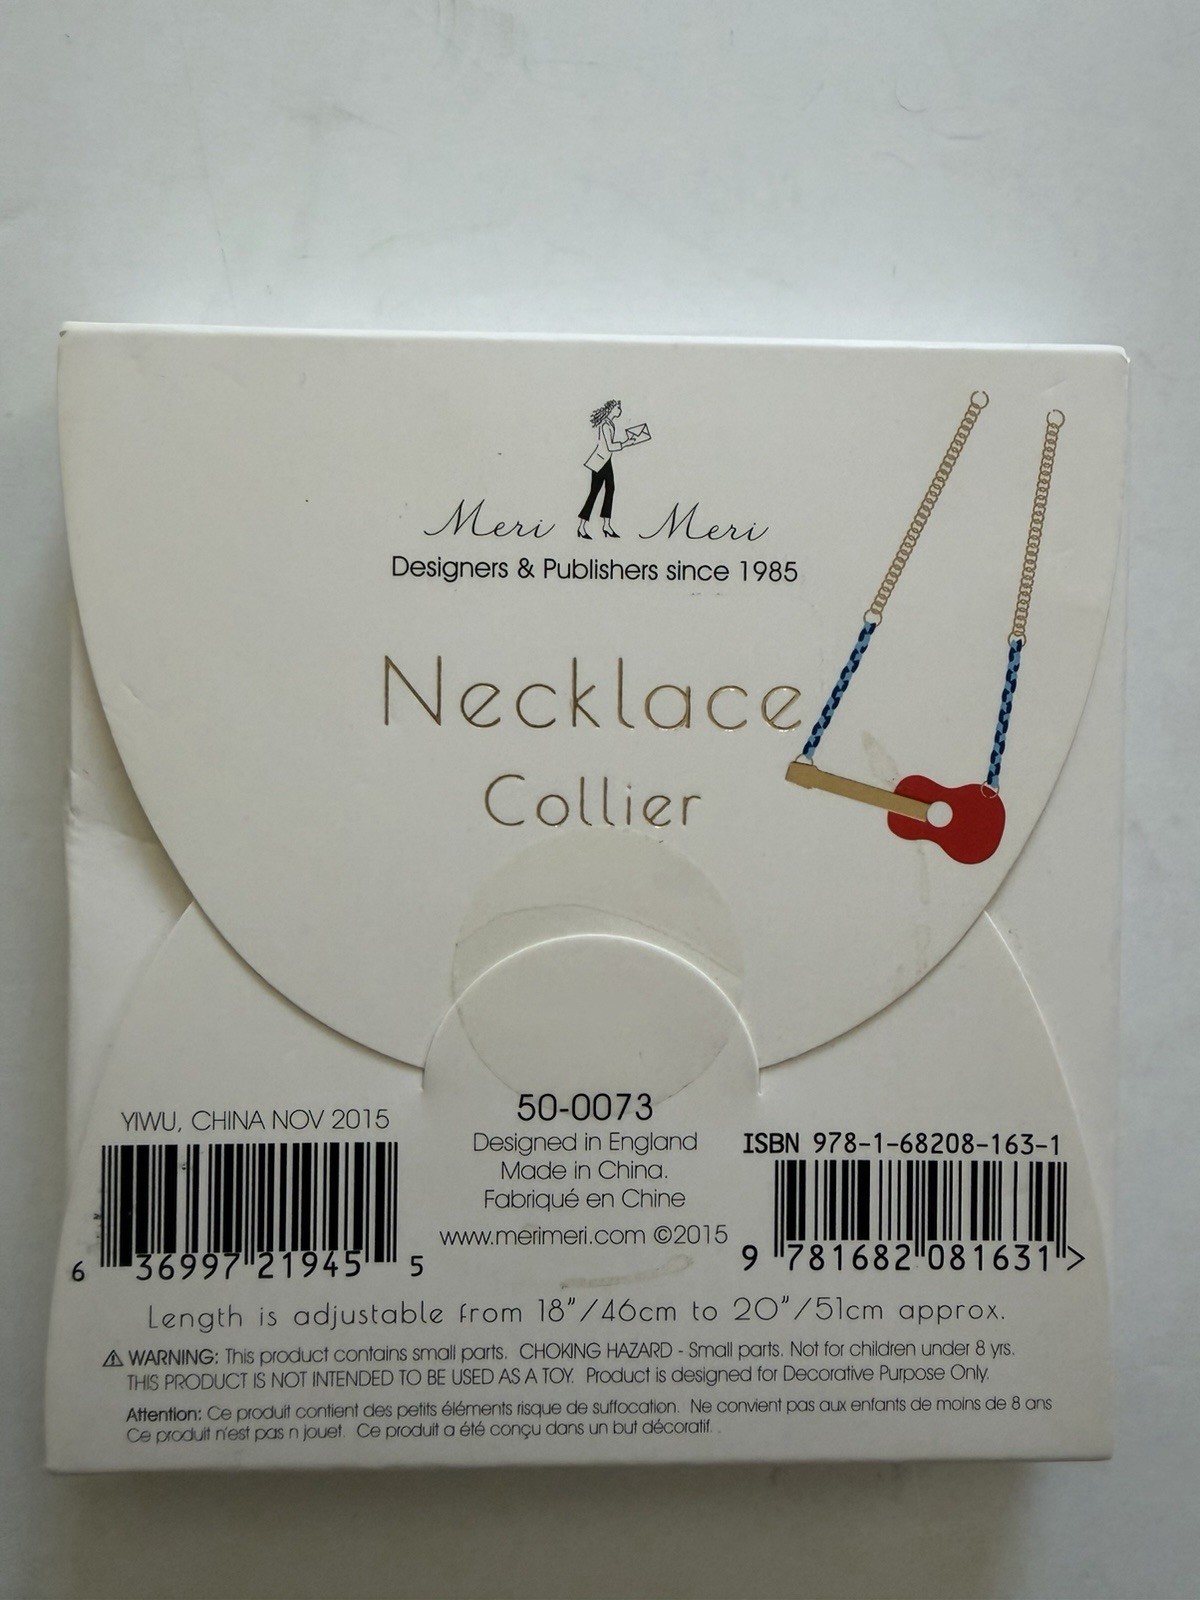 Meri Meri
Designers & Publishers since 1985
Necklace
Collier
YIWU, CHINA NOV 2015
6 36997 21945 5
50-0073
Designed in England
Made in China.
Fabriqué en Chine
www.merimeri.com ©2015
ISBN 978-1-68208-163-1
9 781682 081631 >
Length is adjustable from 18"/46cm to 20"/51cm approx.
⚠ WARNING: This product contains small parts. CHOKING HAZARD - Small parts. Not for children under 8 yrs.
THIS PRODUCT IS NOT INTENDED TO BE USED AS A TOY. Product is designed for Decorative Purpose Only.
Attention: Ce produit contient des petits éléments risque de suffocation. Ne convient pas aux enfants de moins de 8 ans
Ce produit n'est pas n jouet. Ce produit a été conçu dans un but décoratif.